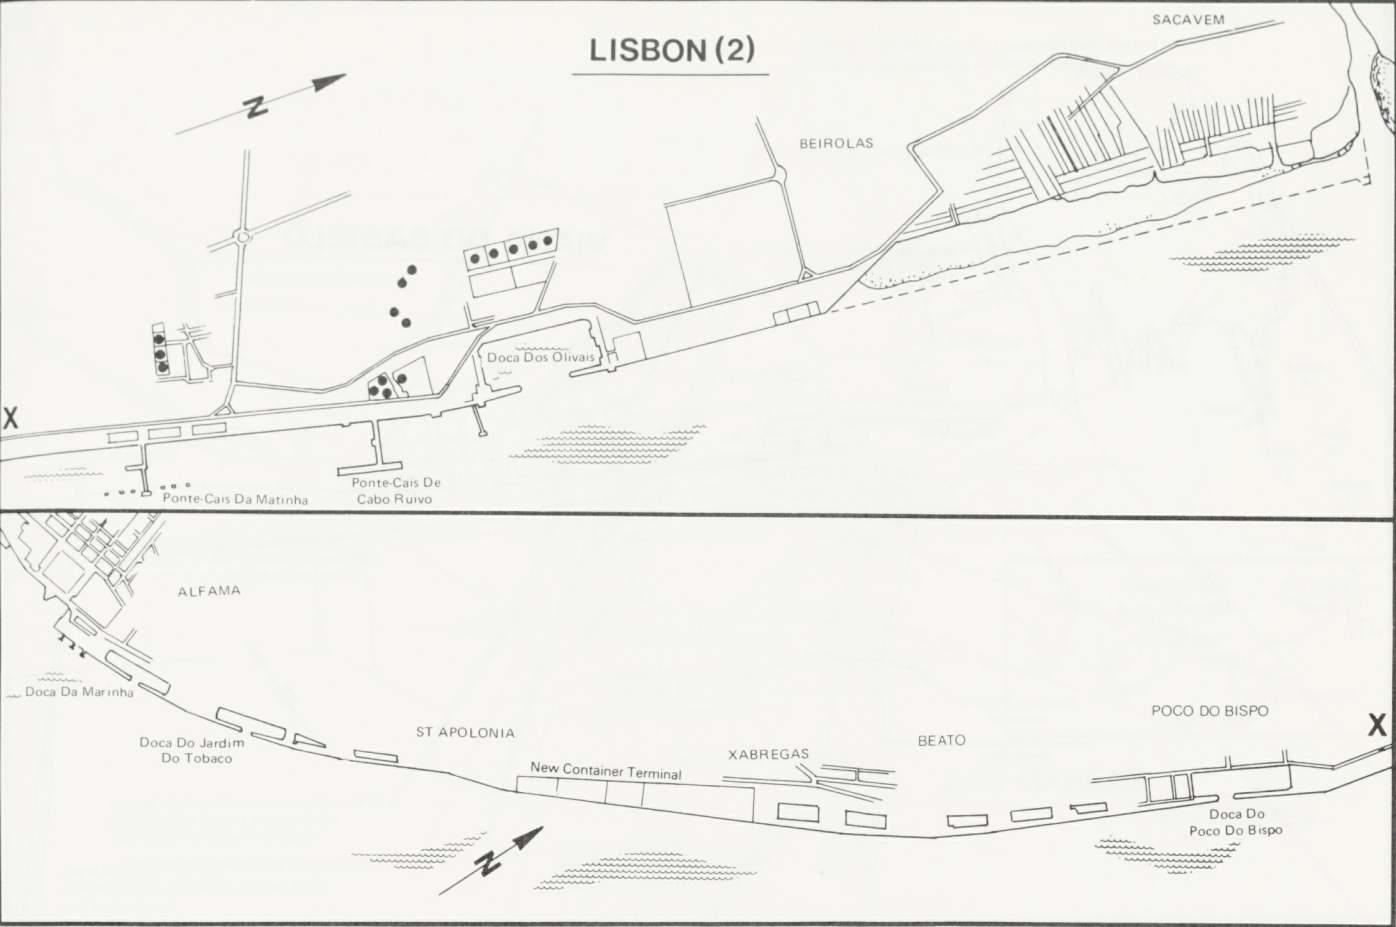 LISBON (2)
SACAVEM
N
BEIROLAS
Doca Dos Olivais
X
Ponte-Cais Da Matinha
Ponte-Cais De
Cabo Ruivo
ALFAMA
Doca Da Marinha
Doca Do Jardim
Do Tobaco
ST APOLONIA
New Container Terminal
XABREGAS
BEATO
POCO DO BISPO
X
Doca Do
Poco Do Bispo
N